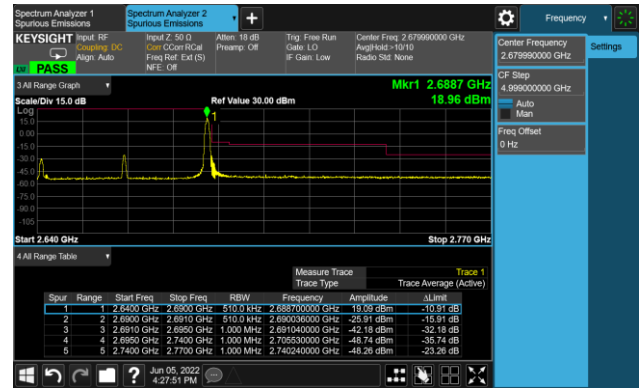 Spectrum Analyzer 1
Spurious Emissions
Spectrum Analyzer 2
Spurious Emissions
Frequency
KEYSIGHT
Input: RF
Coupling: DC
Align: Auto
Input Z: 50 Ω
Corr CCorr RCal
Freq Ref: Ext (S)
NFE: Off
Atten: 18 dB
Preamp: Off
Trig: Free Run
Gate: LO
IF Gain: Low
Center Freq: 2.679990000 GHz
Avg|Hold:>10/10
Radio Std: None
PASS
Center Frequency
2.679990000 GHz
Settings
CF Step
4.999000000 GHz
Auto
Man
Freq Offset
0 Hz
3 All Range Graph
Mkr1 2.6887 GHz
Scale/Div 15.0 dB
Ref Value 30.00 dBm
18.96 dBm
Log
1
15.0
0.00
-15.0
-30.0
-45.0
-60.0
-75.0
-90.0
-105
Start 2.640 GHz
Stop 2.770 GHz
4 All Range Table
Measure Trace Trace 1
Trace Type Trace Average (Active)
Spur Range Start Freq Stop Freq RBW Frequency Amplitude ΔLimit
1 1 2.6400 GHz 2.6900 GHz 510.0 kHz 2.688700000 GHz 19.09 dBm -10.91 dB
2 2 2.6900 GHz 2.6910 GHz 510.0 kHz 2.690036000 GHz -25.91 dBm -15.91 dB
3 3 2.6910 GHz 2.6950 GHz 1.000 MHz 2.691040000 GHz -42.18 dBm -32.18 dB
4 4 2.6950 GHz 2.7400 GHz 1.000 MHz 2.705530000 GHz -48.74 dBm -35.74 dB
5 5 2.7400 GHz 2.7700 GHz 1.000 MHz 2.740240000 GHz -48.26 dBm -23.26 dB
Jun 05, 2022
4:27:51 PM